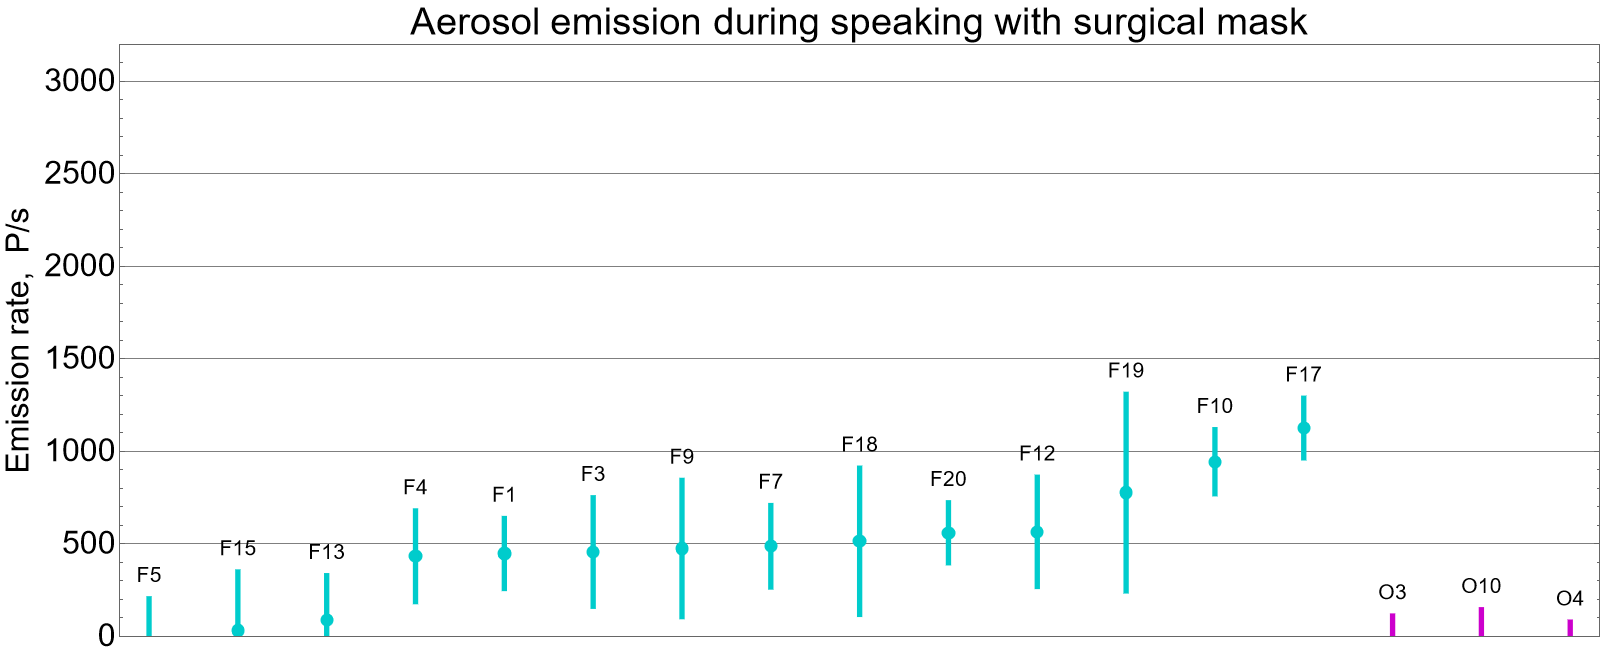 Aerosol emission during speaking with surgical mask
Emission rate, P/s
3000
2500
2000
1500
1000
500
0
F5
F15
F13
F4
F1
F3
F9
F7
F18
F20
F12
F19
F10
F17
O3
O10
O4